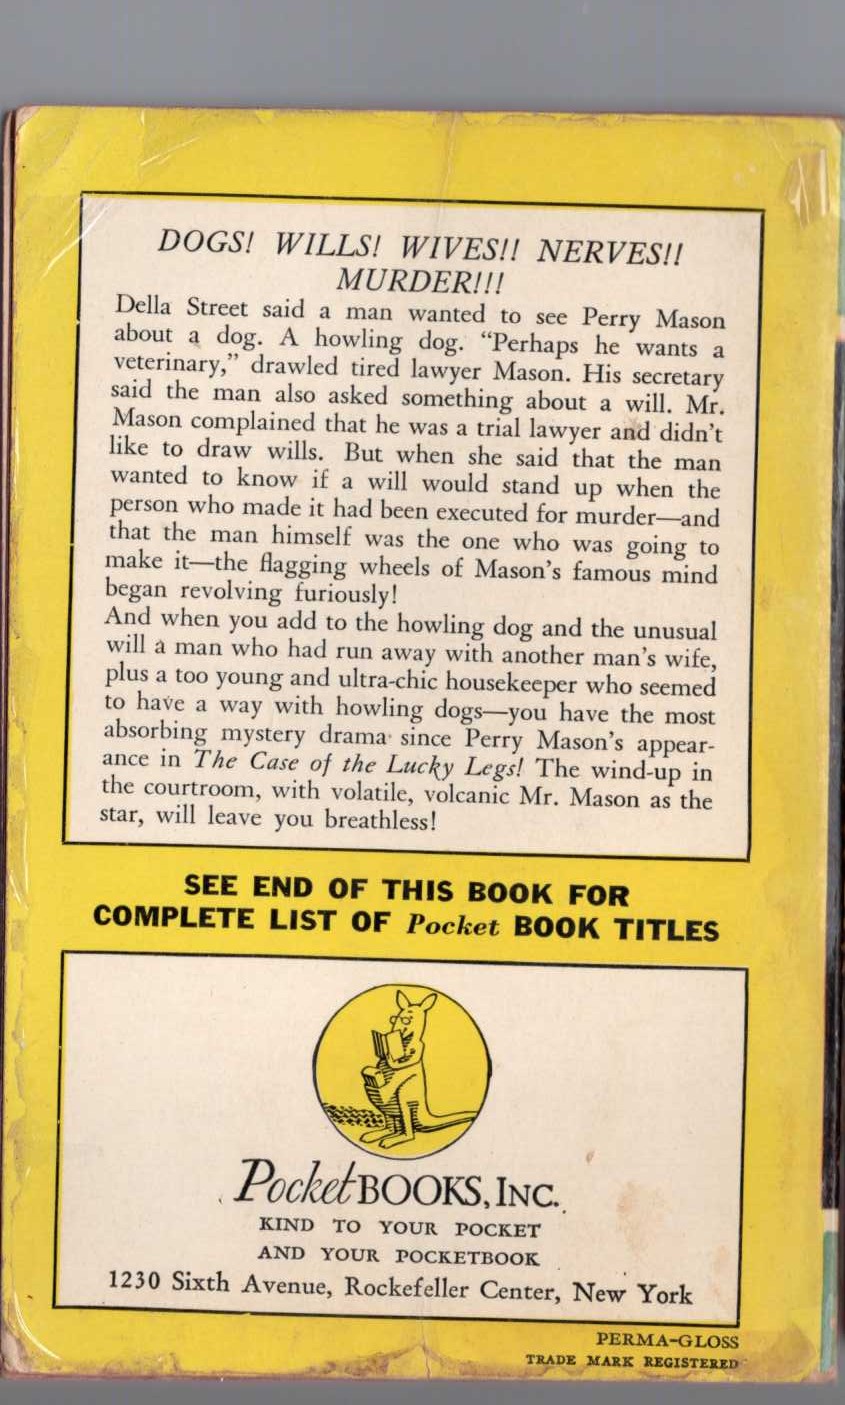 DOGS! WILLS! WIVES!! NERVES!!
MURDER!!!
Della Street said a man wanted to see Perry Mason
about a dog. A howling dog. “Perhaps he wants a
veterinary,” drawled tired lawyer Mason. His secretary
said the man also asked something about a will. Mr.
Mason complained that he was a trial lawyer and didn’t
like to draw wills. But when she said that the man
wanted to know if a will would stand up when the
person who made it had been executed for murder—and
that the man himself was the one who was going to
make it—the flagging wheels of Mason’s famous mind
began revolving furiously!
And when you add to the howling dog and the unusual
will a man who had run away with another man’s wife,
plus a too young and ultra-chic housekeeper who seemed
to have a way with howling dogs—you have the most
absorbing mystery drama since Perry Mason’s appear-
ance in The Case of the Lucky Legs! The wind-up in
the courtroom, with volatile, volcanic Mr. Mason as the
star, will leave you breathless!
SEE END OF THIS BOOK FOR
COMPLETE LIST OF Pocket BOOK TITLES
Pocket BOOKS, INC.
KIND TO YOUR POCKET
AND YOUR POCKETBOOK
1230 Sixth Avenue, Rockefeller Center, New York
PERMA-GLOSS
TRADE MARK REGISTERED